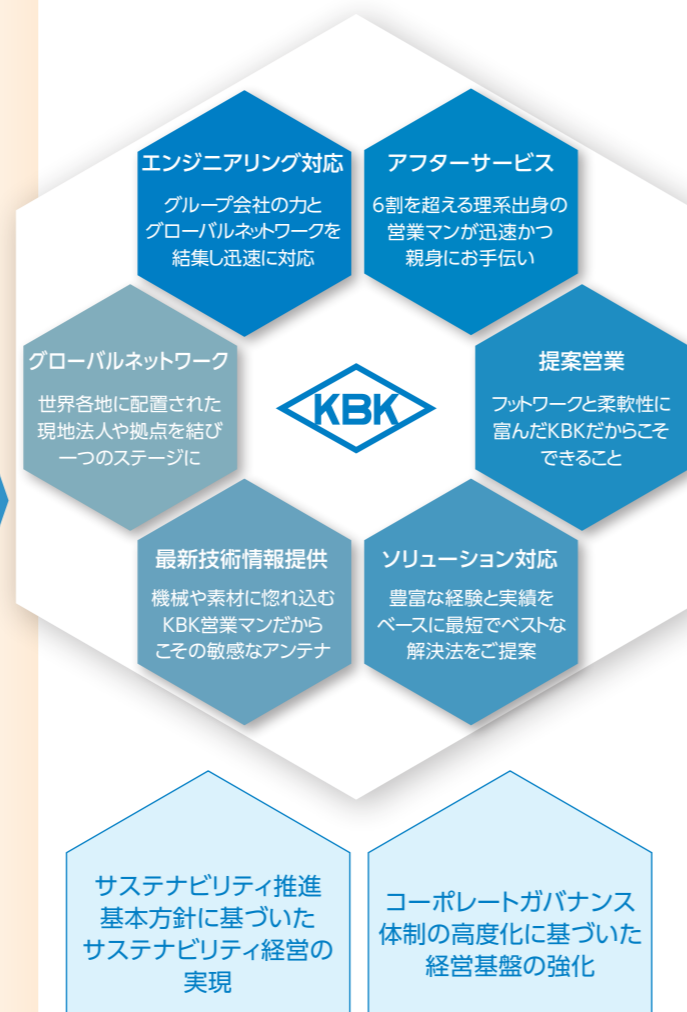 エンジニアリング対応
グループ会社の力と
グローバルネットワークを
結集し迅速に対応
アフターサービス
6割を超える理系出身の
営業マンが迅速かつ
親身にお手伝い
グローバルネットワーク
世界各地に配置された
現地法人や拠点を結び
一つのステージに
KBK
提案営業
フットワークと柔軟性に
富んだKBKだからこそ
できること
最新技術情報提供
機械や素材に惚れ込む
KBK営業マンだから
こその敏感なアンテナ
ソリューション対応
豊富な経験と実績を
ベースに最短でベストな
解決法をご提案
サステナビリティ推進
基本方針に基づいた
サステナビリティ経営の
実現
コーポレートガバナンス
体制の高度化に基づいた
経営基盤の強化